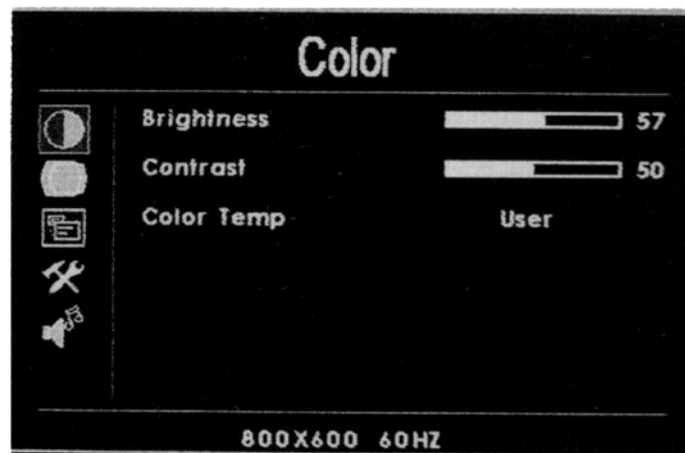 Color
Brightness 57
Contrast 50
Color Temp User
800X600 60HZ